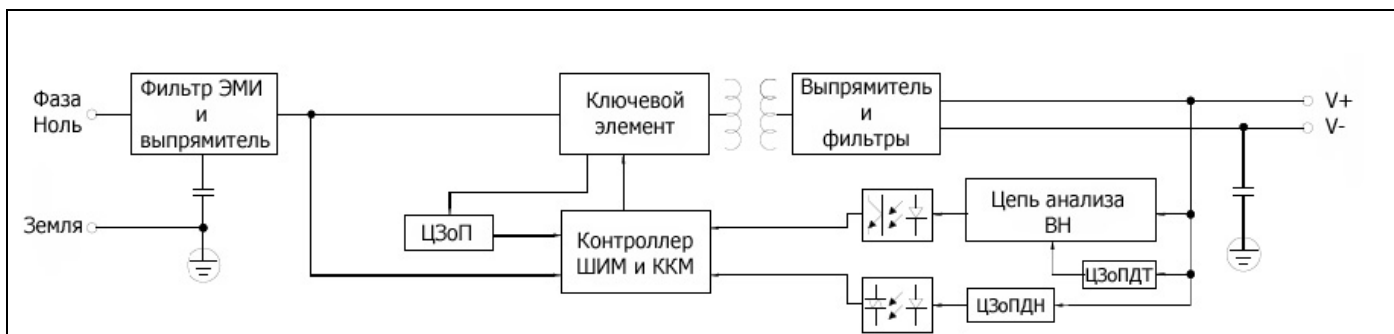 Фаза
Ноль
Земля
Фильтр ЭМИ
и
выпрямитель
Ключевой
элемент
Выпрямитель
и
фильтры
V+
V-
ЦЗоП
Контроллер
ШИМ и ККМ
Цепь анализа
ВН
ЦЗоПДТ
ЦЗоПДН